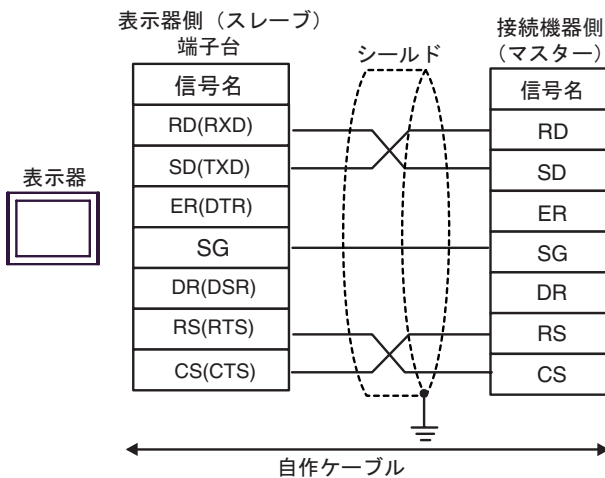 表示器側（スレーブ）
端子台
シールド
接続機器側
（マスター）
信号名
RD(RXD)
SD(TXD)
ER(DTR)
SG
DR(DSR)
RS(RTS)
CS(CTS)
表示器
信号名
RD
SD
ER
SG
DR
RS
CS
自作ケーブル